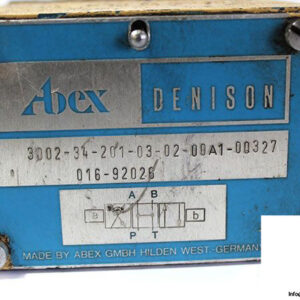 Abex DENISON
3D02-34-201-03-02-00A1-00327
016-92026
A B
a b
P T
MADE BY ABEX GMBH HILDEN WEST-GERMAN